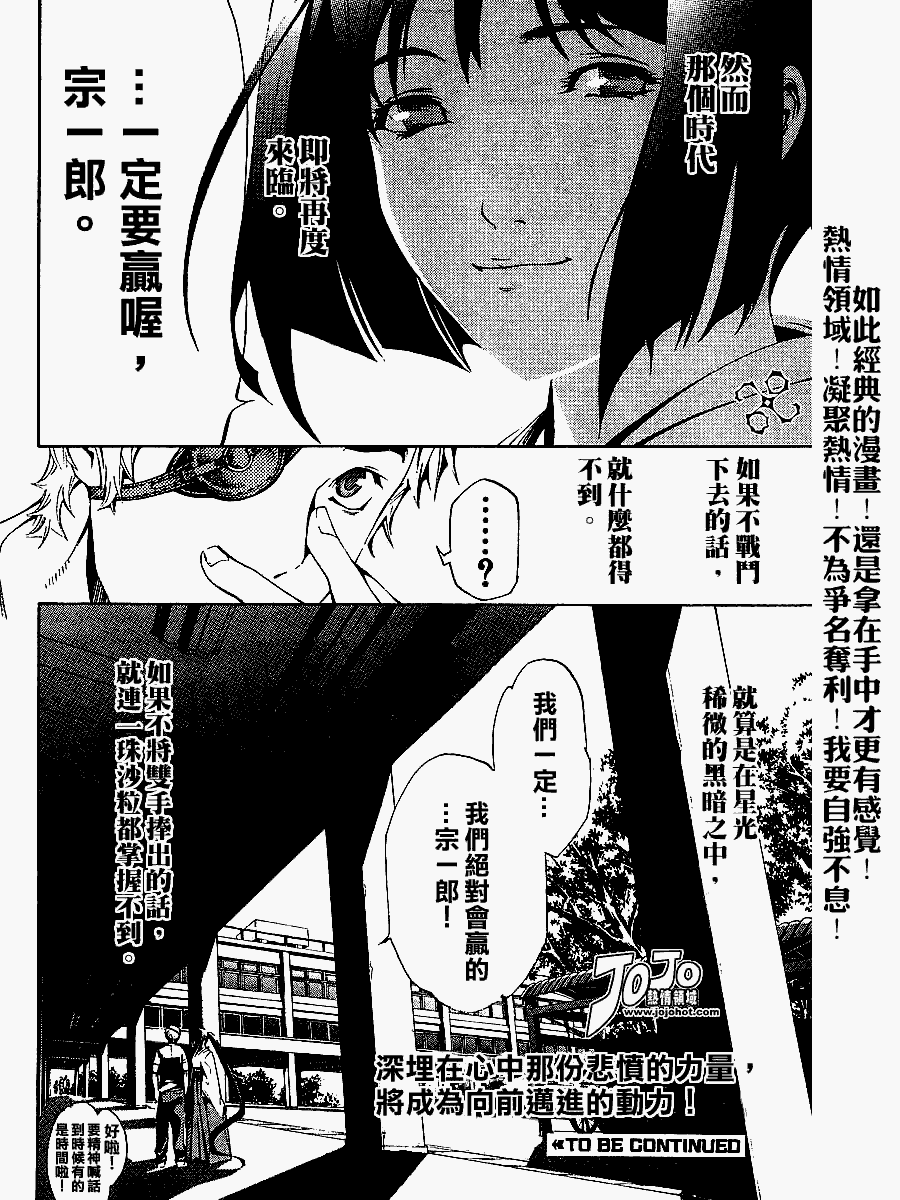 如此經典的漫畫！還是拿在手中才更有感覺！
熱情領域！凝聚熱情！不為爭名奪利！我要自強不息！
然而
那個時代
即將再度
來臨。
…一定要贏喔，
宗一郎。
如果不戰鬥
下去的話，
就什麼都得
不到。
……？
就算是在星光
稀微的黑暗之中，
我們一定…
我們絕對會贏的
…宗一郎！
如果不將雙手捧出的話，
就連一珠沙粒都掌握不到。
JOJO
熱情領域
www.jojohot.com
深埋在心中那份悲憤的力量，
將成為向前邁進的動力！
«TO BE CONTINUED
好啦！
要精神喊話
到時候有的
是時間啦！